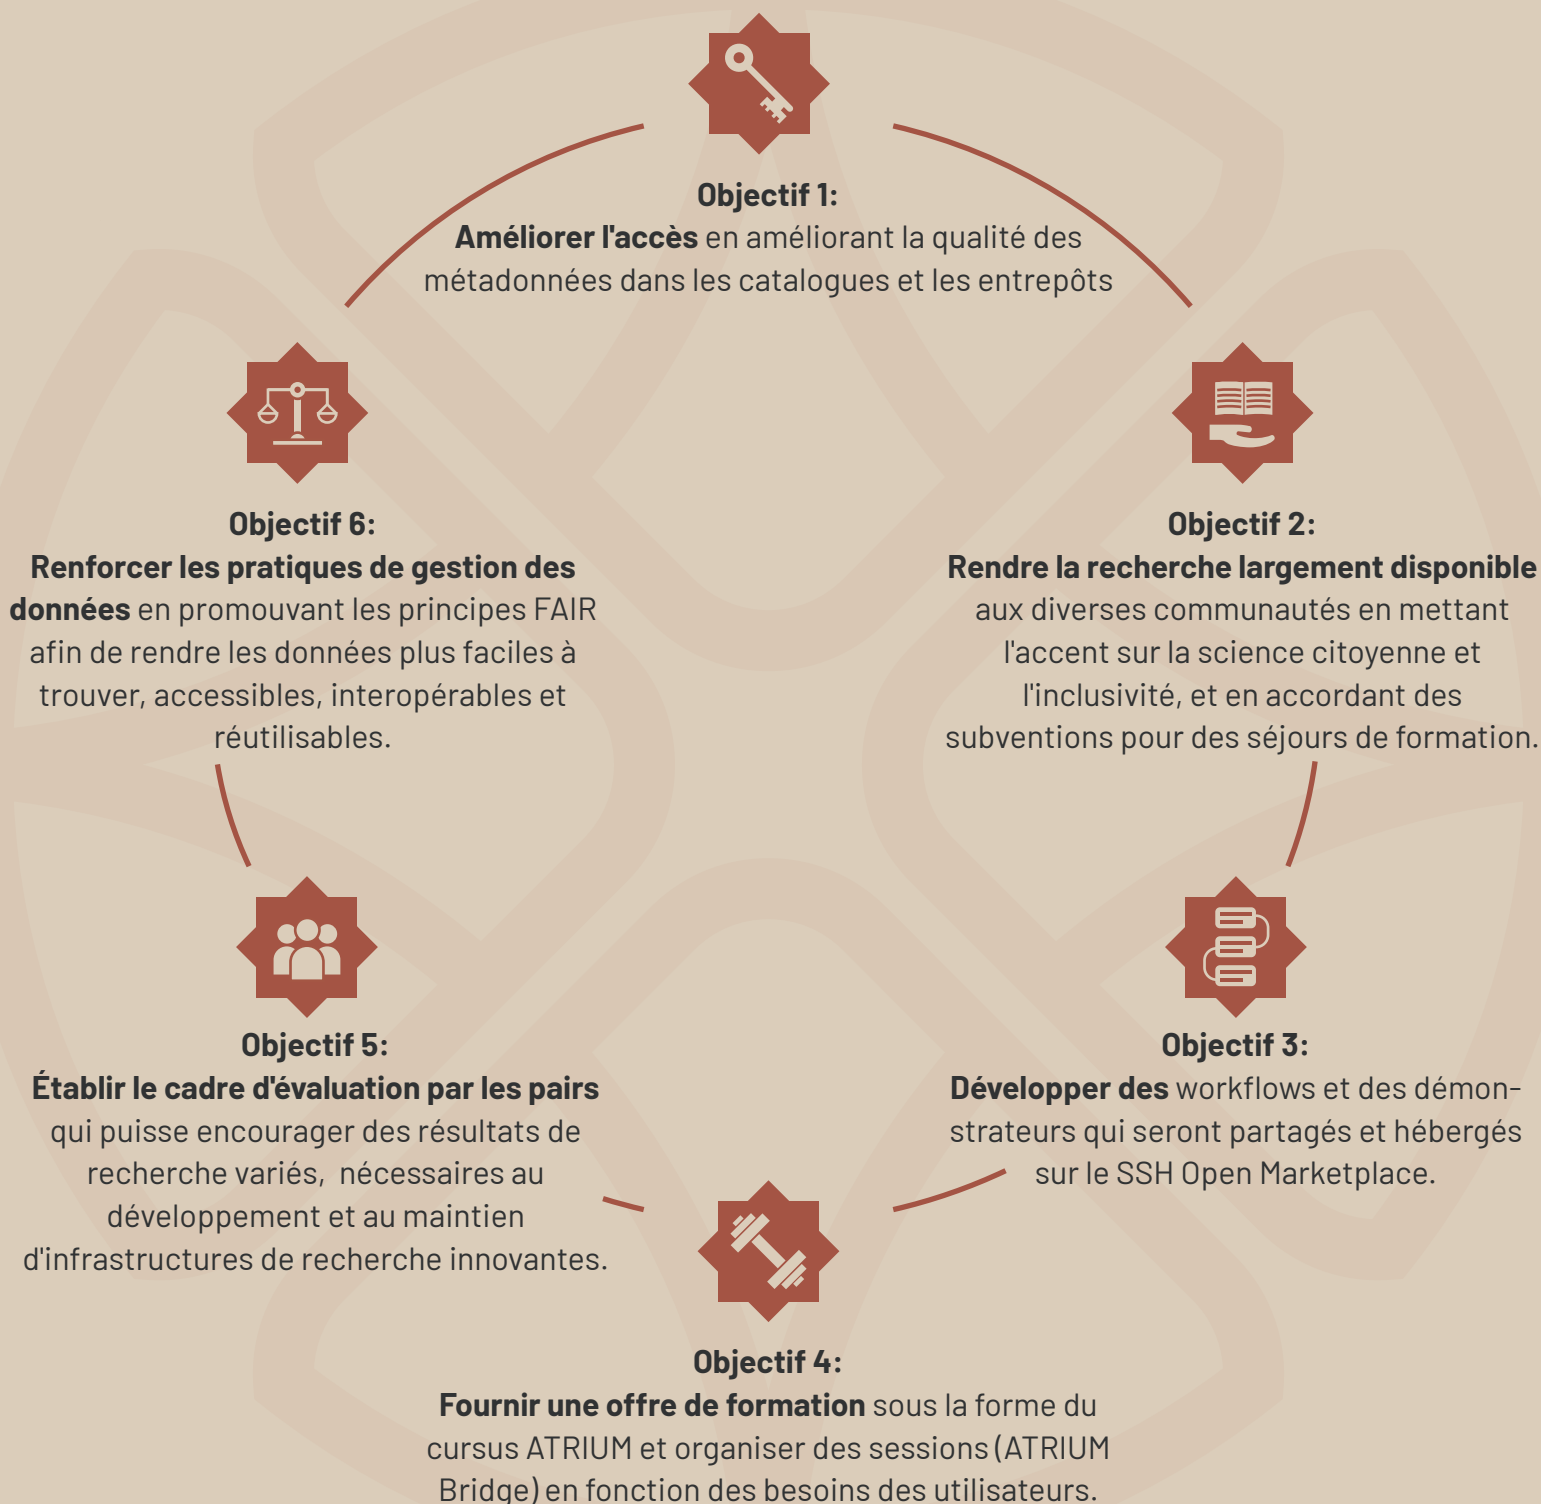 Objectif 1:
Améliorer l'accès en améliorant la qualité des
métadonnées dans les catalogues et les entrepôts
Objectif 2:
Rendre la recherche largement disponible
aux diverses communautés en mettant
l'accent sur la science citoyenne et
l'inclusivité, et en accordant des
subventions pour des séjours de formation.
Objectif 3:
Développer des workflows et des démon-
strateurs qui seront partagés et hébergés
sur le SSH Open Marketplace.
Objectif 4:
Fournir une offre de formation sous la forme du
cursus ATRIUM et organiser des sessions (ATRIUM
Bridge) en fonction des besoins des utilisateurs.
Objectif 5:
Établir le cadre d'évaluation par les pairs
qui puisse encourager des résultats de
recherche variés, nécessaires au
développement et au maintien
d'infrastructures de recherche innovantes.
Objectif 6:
Renforcer les pratiques de gestion des
données en promouvant les principes FAIR
afin de rendre les données plus faciles à
trouver, accessibles, interopérables et
réutilisables.